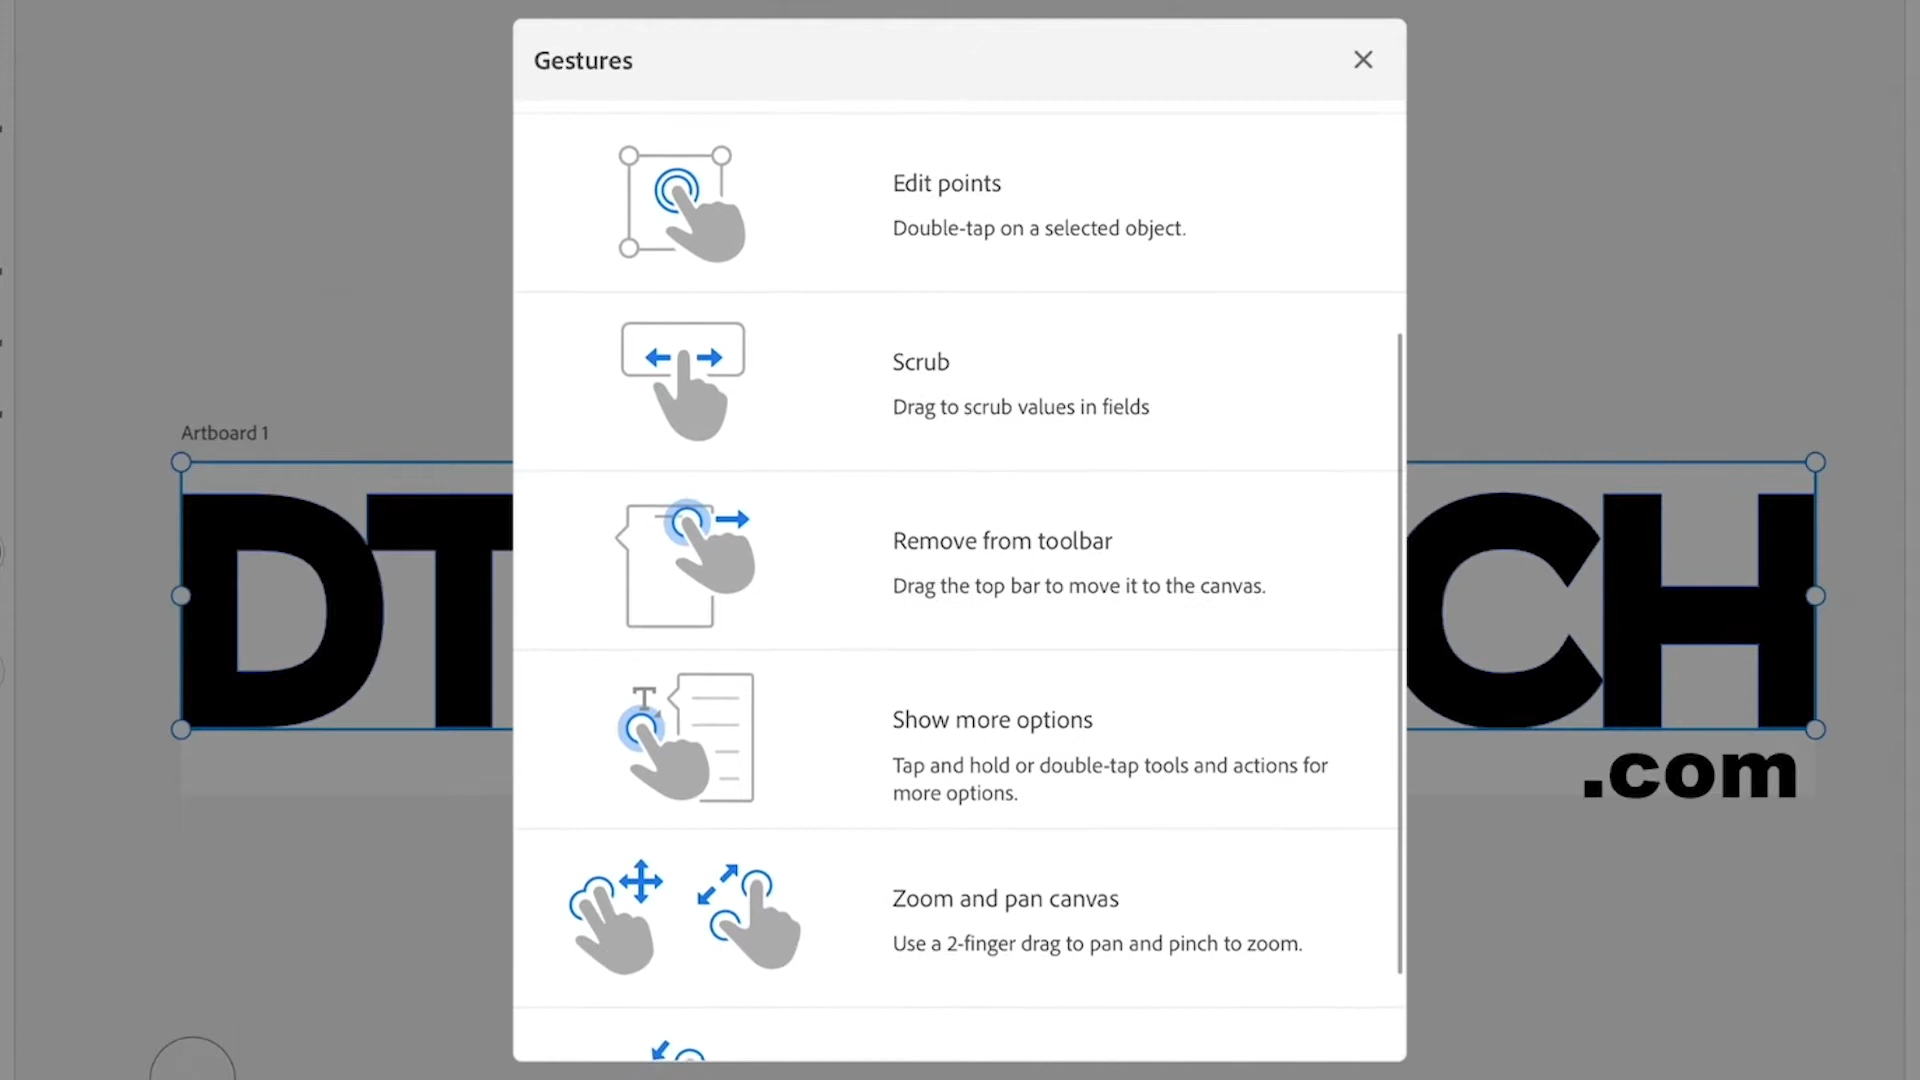 Gestures
Edit points
Double-tap on a selected object.
Scrub
Drag to scrub values in fields
Artboard 1
Remove from toolbar
Drag the top bar to move it to the canvas.
DT
CH
T
Show more options
Tap and hold or double-tap tools and actions for
more options.
.com
Zoom and pan canvas
Use a 2-finger drag to pan and pinch to zoom.